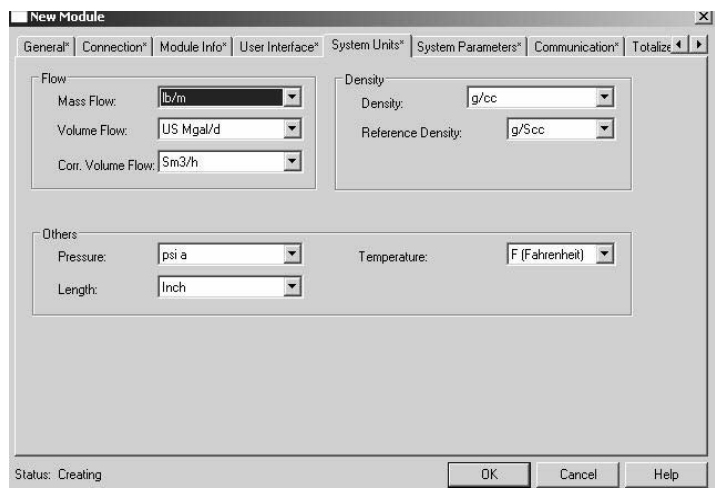 New Module
General* Connection* Module Info* User Interface* System Units* System Parameters* Communication* Totalize
Flow
Mass Flow: lb/m
Volume Flow: US Mgal/d
Corr. Volume Flow: Sm3/h
Density
Density: g/cc
Reference Density: g/Scc
Others
Pressure: psi a
Temperature: F (Fahrenheit)
Length: Inch
Status: Creating OK Cancel Help